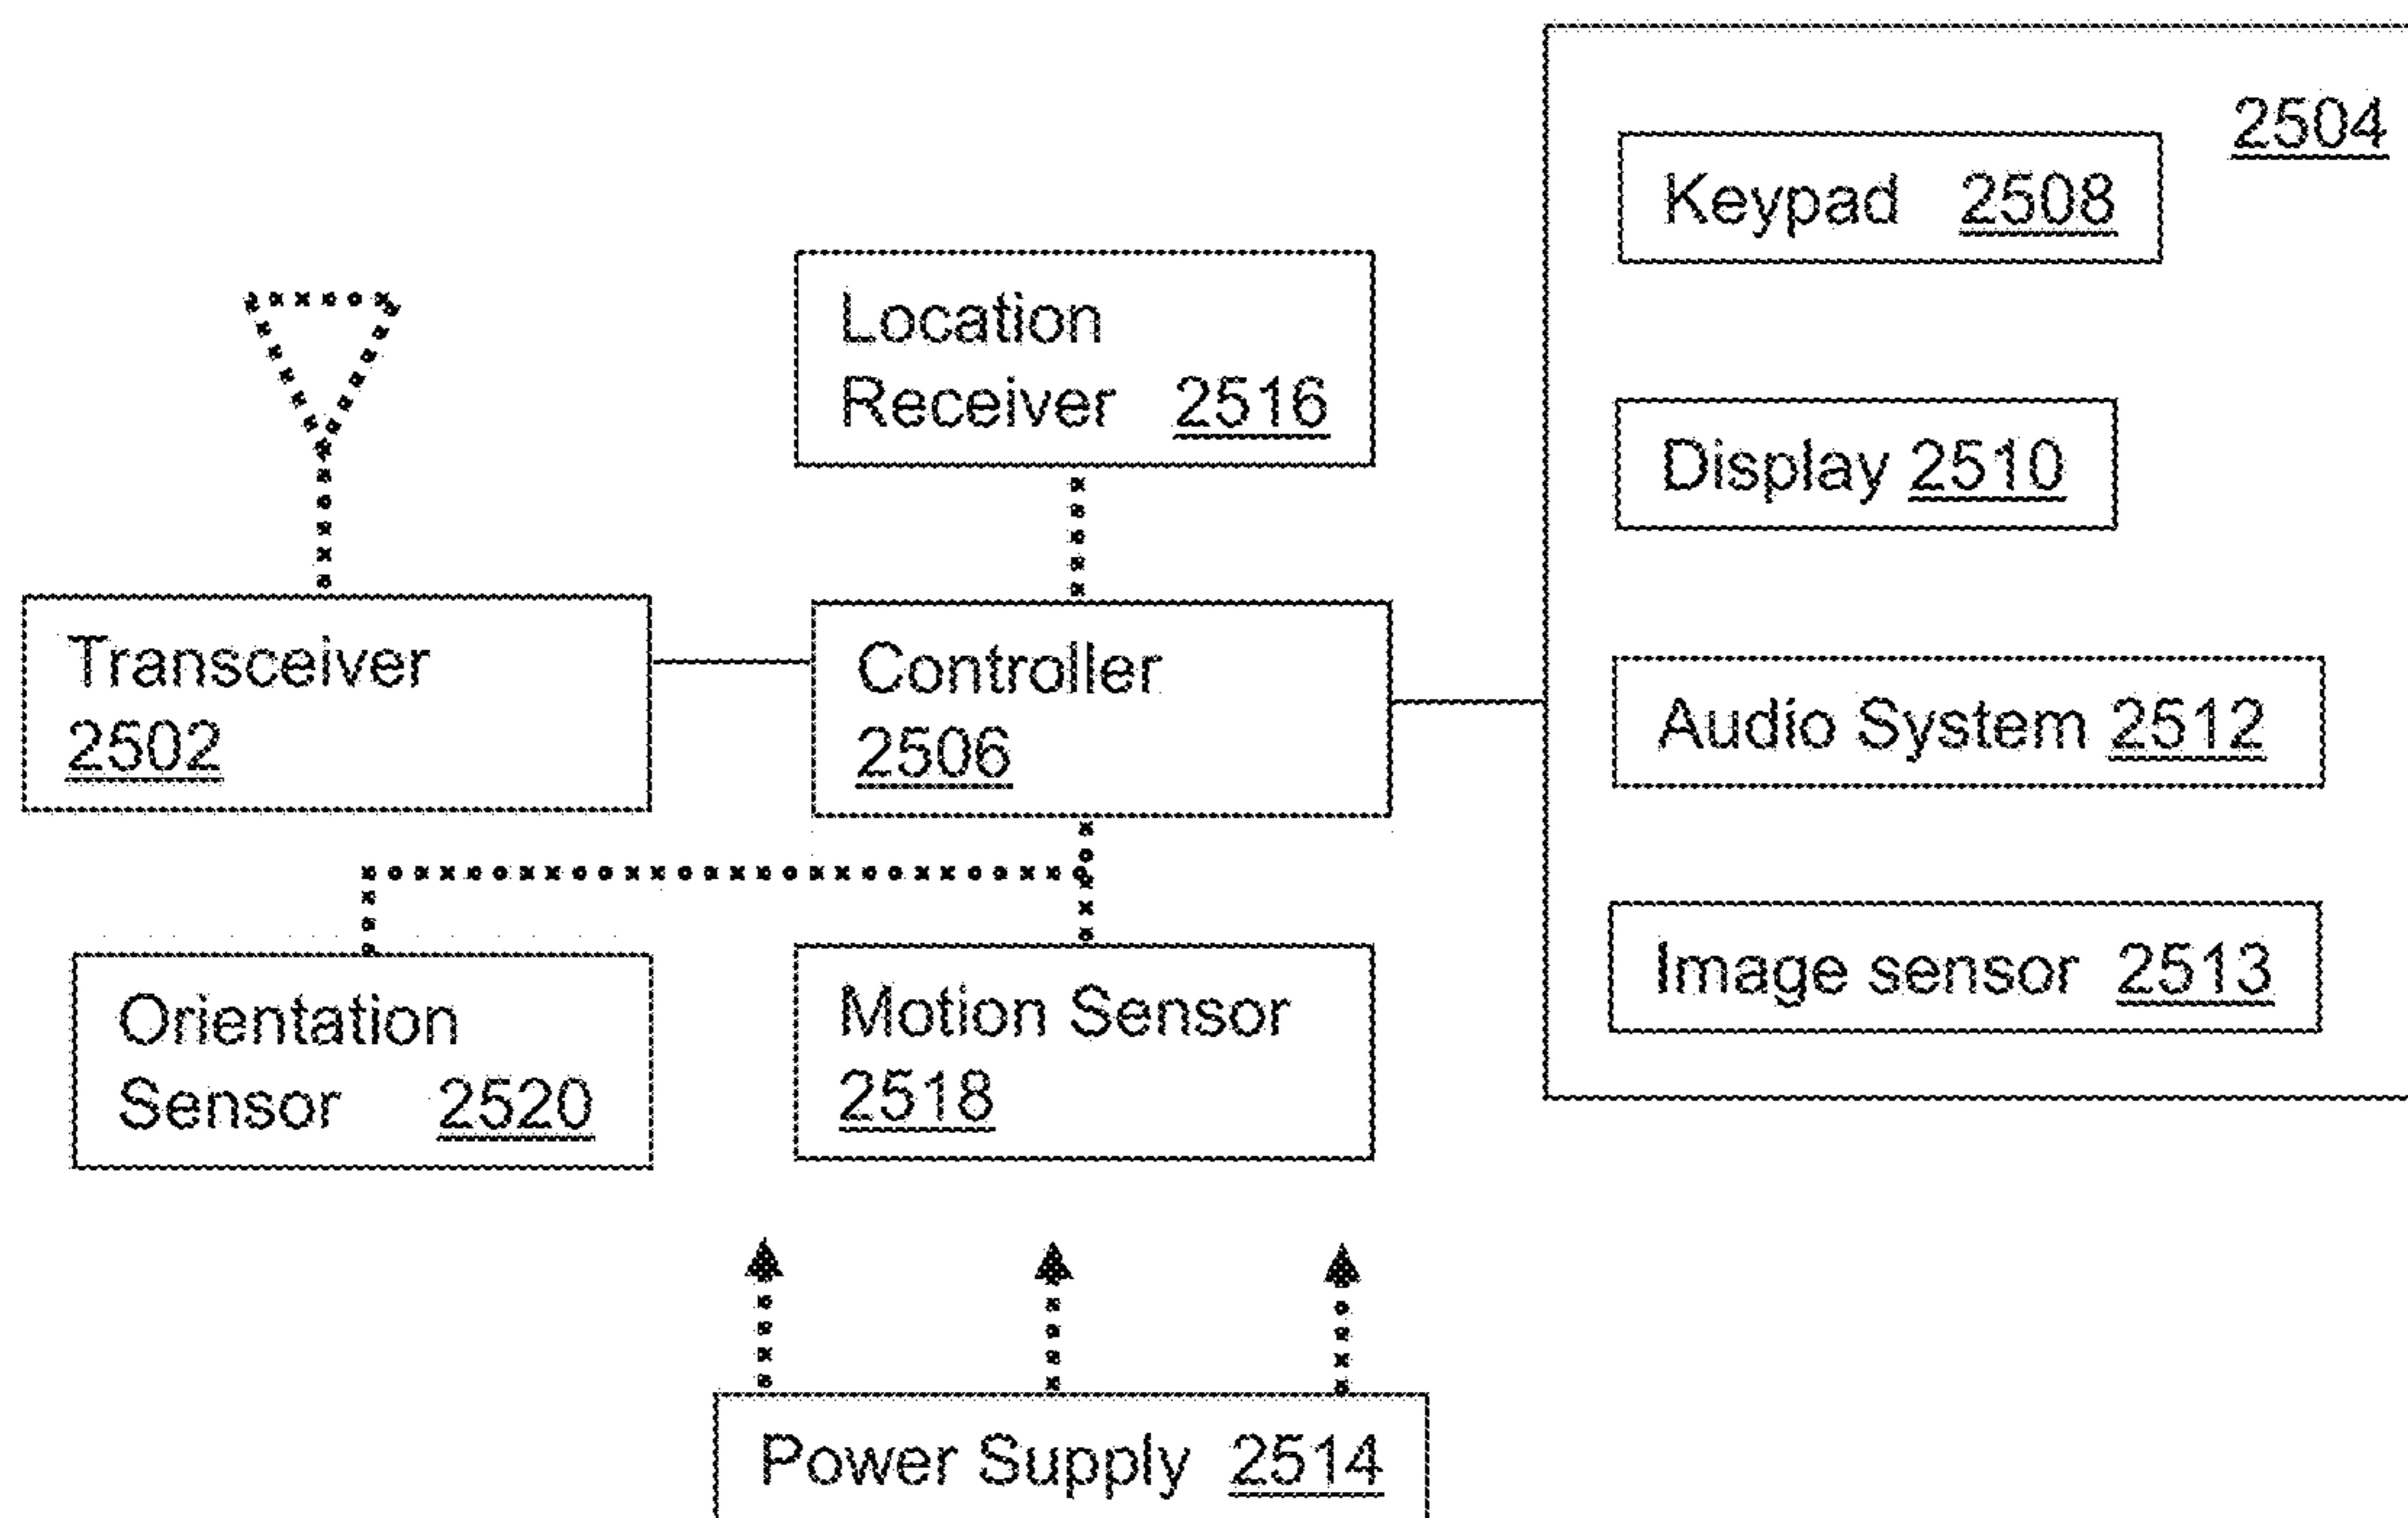 2504
Keypad 2508
Location
Receiver 2516
Display 2510
Transceiver
2502
Controller
2506
Audio System 2512
Image sensor 2513
Orientation
Sensor 2520
Motion Sensor
2518
Power Supply 2514